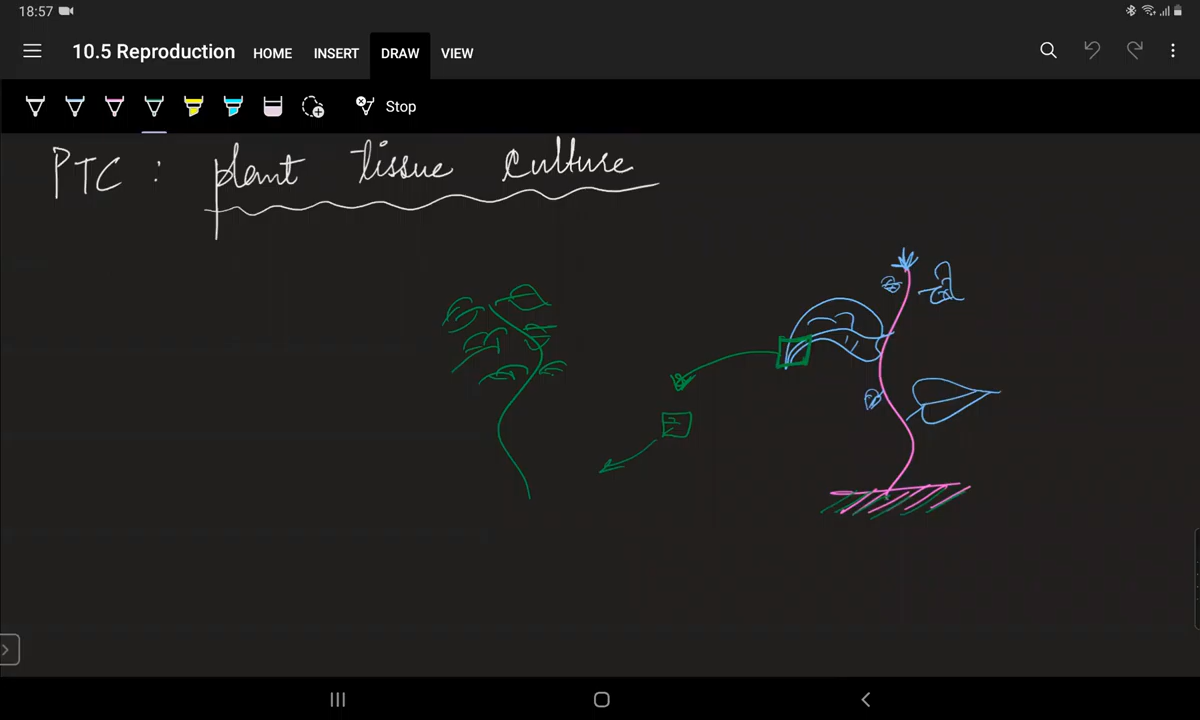 18:57
10.5 Reproduction HOME INSERT DRAW VIEW
Stop
PTC : plant tissue culture